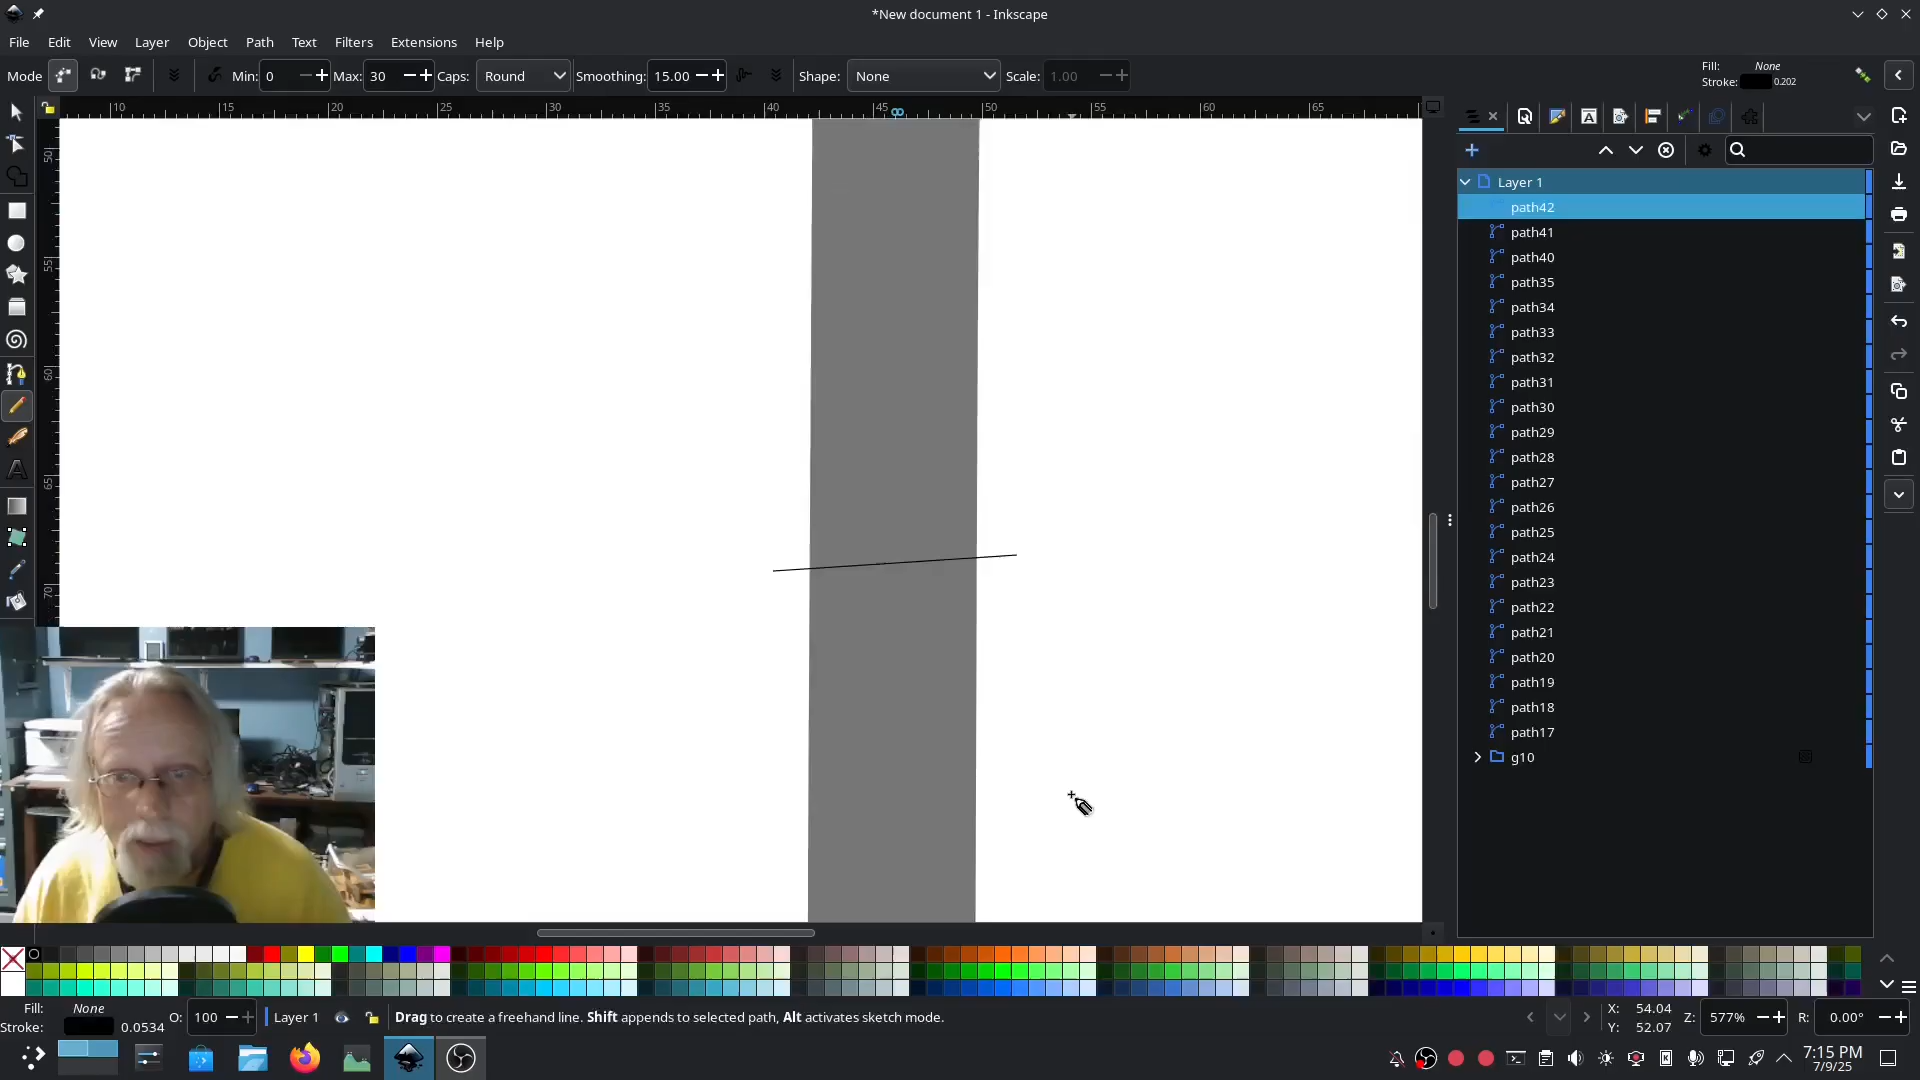 *New document 1 - Inkscape
File Edit View Layer Object Path Text Filters Extensions Help
Mode Min: 0 Max: 30 Caps: Round Smoothing: 15.00 Shape: None Scale: 1.00
Fill: None
Stroke: 0.202
10 15 20 25 30 35 40 45 50 55 60 65
50
55
60
65
70
Layer 1
path42
path41
path40
path35
path34
path33
path32
path31
path30
path29
path28
path27
path26
path25
path24
path23
path22
path21
path20
path19
path18
path17
g10
Fill: None
Stroke: 0.0534
O: 100 Layer 1
Drag to create a freehand line. Shift appends to selected path, Alt activates sketch mode.
X: 54.04
Y: 52.07
Z: 577% R: 0.00°
7:15 PM
7/9/25